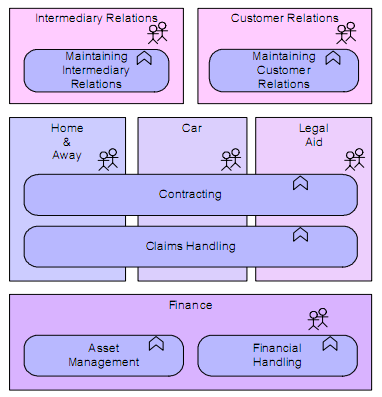 Intermediary Relations
Maintaining
Intermediary
Relations
Customer Relations
Maintaining
Customer
Relations
Home
&
Away
Car
Legal
Aid
Contracting
Claims Handling
Finance
Asset
Management
Financial
Handling